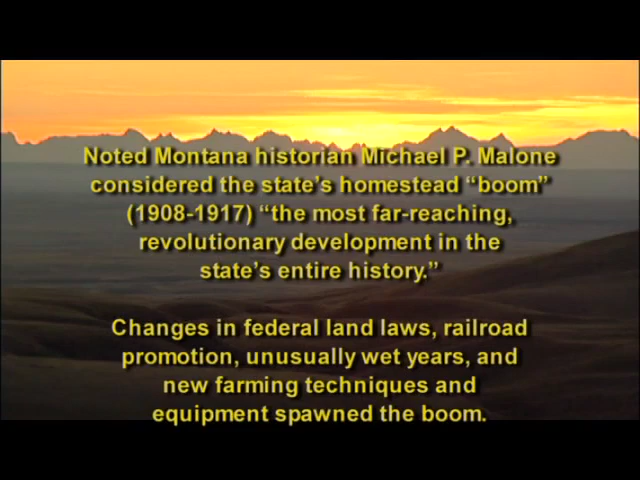 Noted Montana historian Michael P. Malone
considered the state's homestead “boom”
(1908-1917) “the most far-reaching,
revolutionary development in the
state's entire history.”
Changes in federal land laws, railroad
promotion, unusually wet years, and
new farming techniques and
equipment spawned the boom.